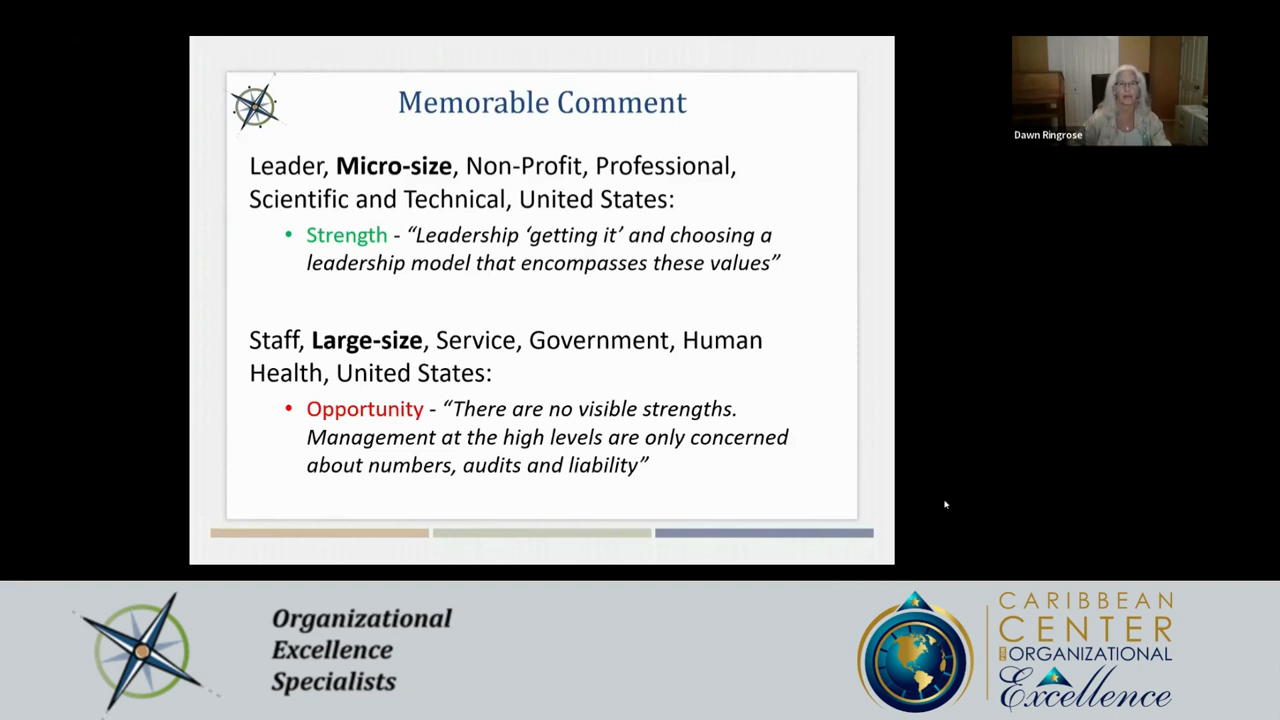 Memorable Comment
Leader, Micro-size, Non-Profit, Professional,
Scientific and Technical, United States:
• Strength - “Leadership ‘getting it’ and choosing a
leadership model that encompasses these values”
Staff, Large-size, Service, Government, Human
Health, United States:
• Opportunity - “There are no visible strengths.
Management at the high levels are only concerned
about numbers, audits and liability”
Dawn Ringrose
Organizational
Excellence
Specialists
CARIBBEAN
CENTER
FOR ORGANIZATIONAL
Excellence